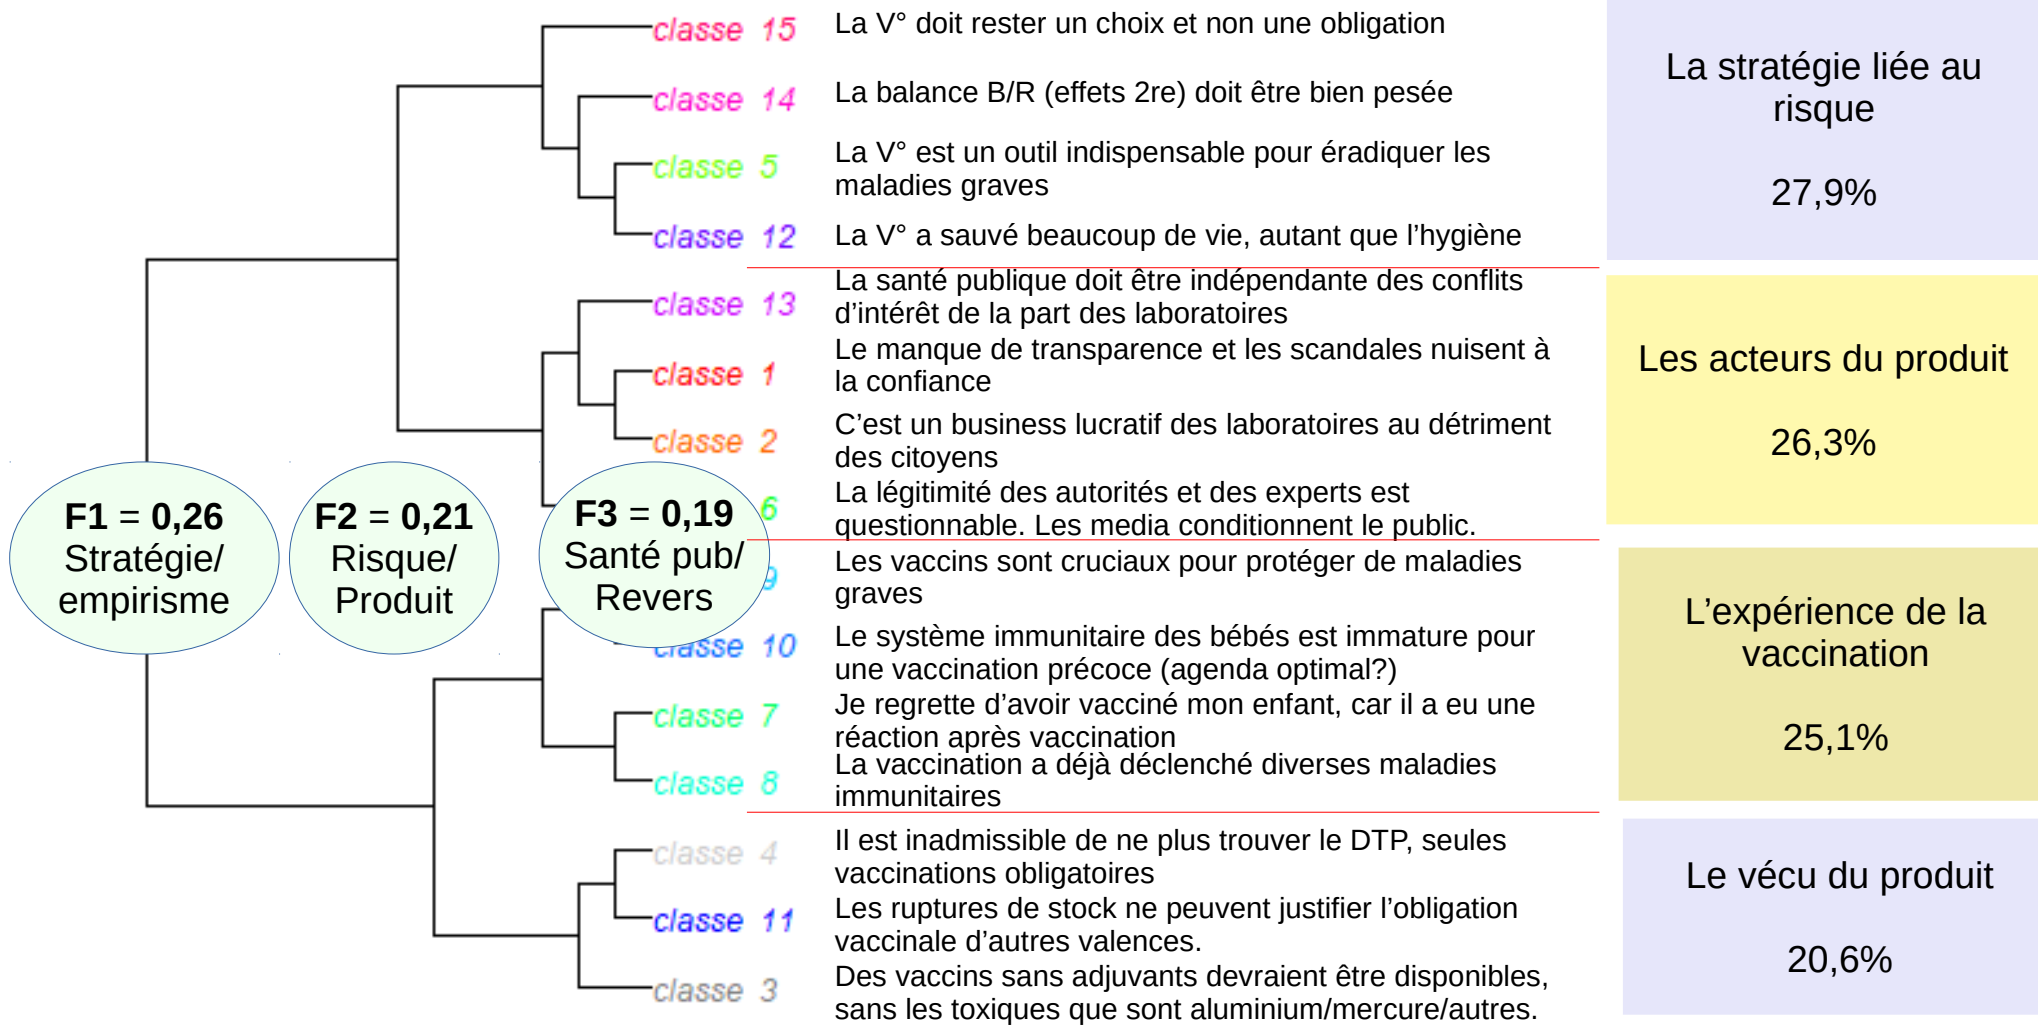 classe 15
La V° doit rester un choix et non une obligation
classe 14
La balance B/R (effets 2re) doit être bien pesée
classe 5
La V° est un outil indispensable pour éradiquer les
maladies graves
classe 12
La V° a sauvé beaucoup de vie, autant que l’hygiène
La stratégie liée au
risque
27,9%
classe 13
La santé publique doit être indépendante des conflits
d’intérêt de la part des laboratoires
classe 1
Le manque de transparence et les scandales nuisent à
la confiance
classe 2
C’est un business lucratif des laboratoires au détriment
des citoyens
6
La légitimité des autorités et des experts est
questionnable. Les media conditionnent le public.
Les acteurs du produit
26,3%
F1 = 0,26
Stratégie/
empirisme
F2 = 0,21
Risque/
Produit
F3 = 0,19
Santé pub/
Revers
9
Les vaccins sont cruciaux pour protéger de maladies
graves
classe 10
Le système immunitaire des bébés est immature pour
une vaccination précoce (agenda optimal?)
classe 7
Je regrette d’avoir vacciné mon enfant, car il a eu une
réaction après vaccination
classe 8
La vaccination a déjà déclenché diverses maladies
immunitaires
L’expérience de la
vaccination
25,1%
classe 4
Il est inadmissible de ne plus trouver le DTP, seules
vaccinations obligatoires
classe 11
Les ruptures de stock ne peuvent justifier l’obligation
vaccinale d’autres valences.
classe 3
Des vaccins sans adjuvants devraient être disponibles,
sans les toxiques que sont aluminium/mercure/autres.
Le vécu du produit
20,6%